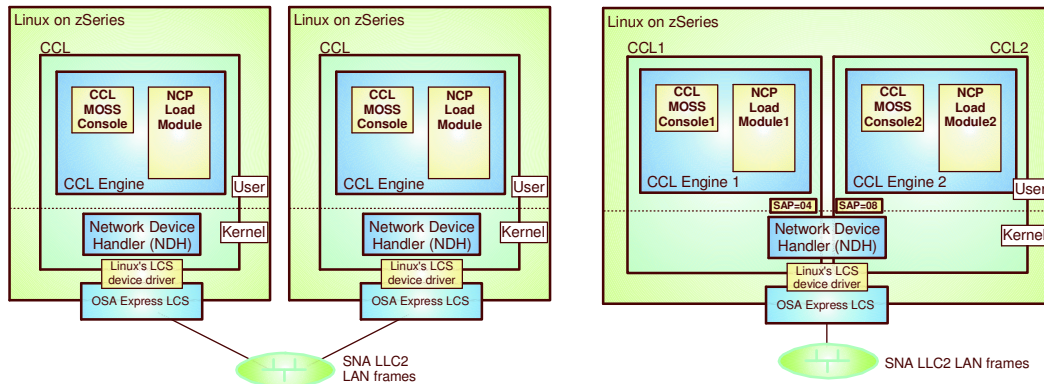 Linux on zSeries
CCL
CCL
MOSS
Console
NCP
Load
Module
CCL Engine
User
Network Device
Handler (NDH)
Kernel
Linux's LCS
device driver
OSA Express LCS
Linux on zSeries
CCL
CCL
MOSS
Console
NCP
Load
Module
CCL Engine
User
Network Device
Handler (NDH)
Kernel
Linux's LCS
device driver
OSA Express LCS
SNA LLC2
LAN frames
Linux on zSeries
CCL1
CCL2
CCL
MOSS
Console1
NCP
Load
Module1
CCL Engine 1
CCL
MOSS
Console2
NCP
Load
Module2
CCL Engine 2
User
SAP=04
SAP=08
Network Device
Handler (NDH)
Kernel
Linux's LCS
device driver
OSA Express LCS
SNA LLC2 LAN frames